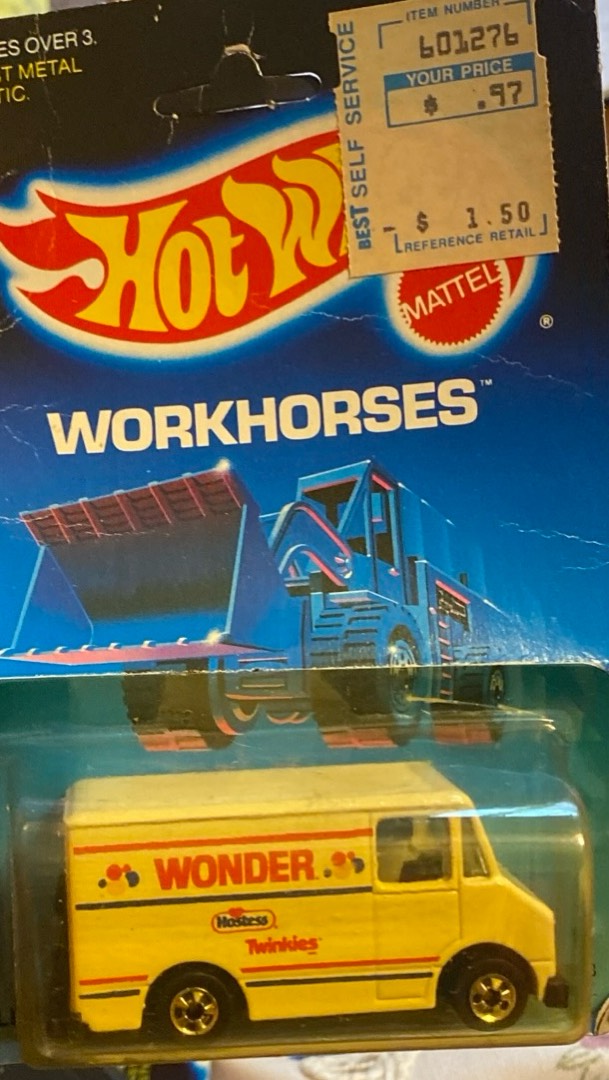 ES OVER 3.
T METAL
TIC.
BEST SELF SERVICE
ITEM NUMBER
601276
YOUR PRICE
$ .97
- $ 1.50
REFERENCE RETAIL
HOT W
MATTEL
®
WORKHORSES™
WONDER
Hostess
Twinkies